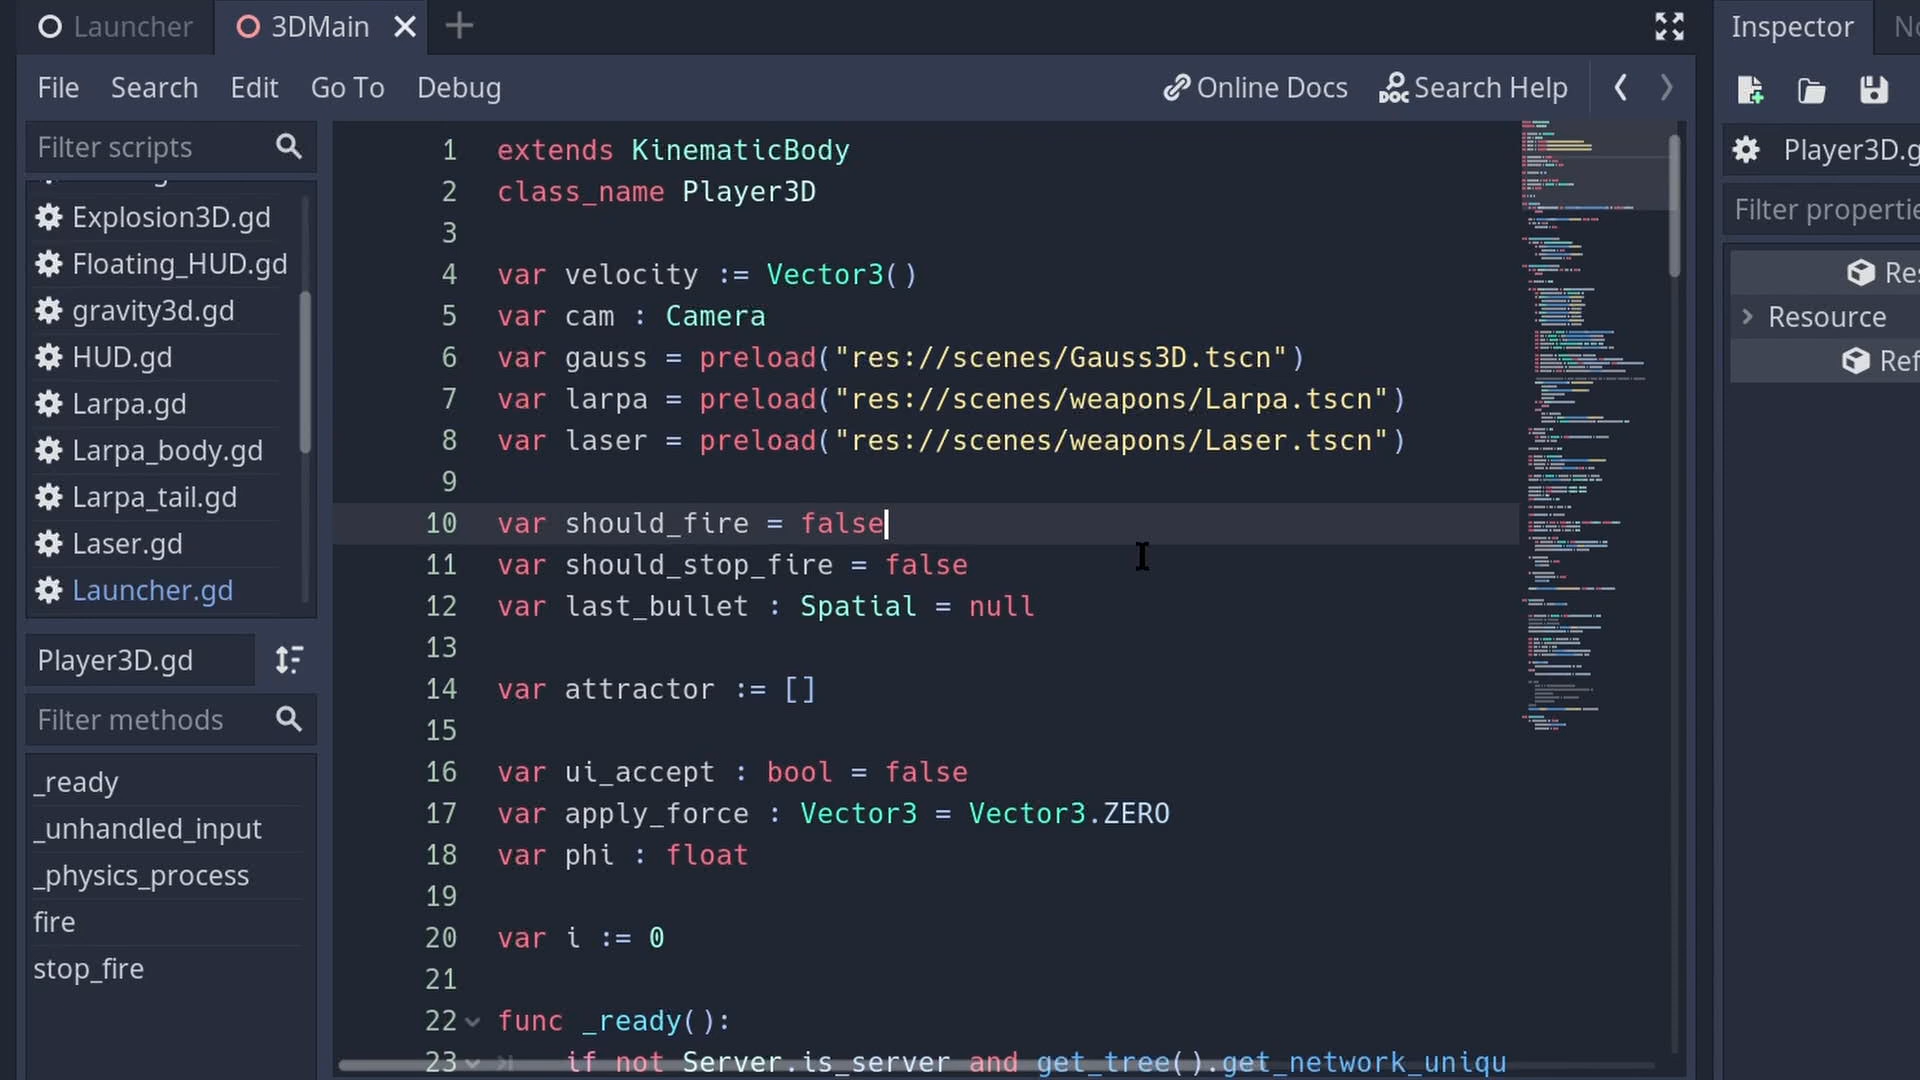 Launcher
3DMain
Inspector
File Search Edit Go To Debug
Online Docs
Search Help
Filter scripts
Explosion3D.gd
Floating_HUD.gd
gravity3d.gd
HUD.gd
Larpa.gd
Larpa_body.gd
Larpa_tail.gd
Laser.gd
Launcher.gd
Player3D.gd
Filter methods
_ready
_unhandled_input
_physics_process
fire
stop_fire
1 extends KinematicBody
2 class_name Player3D
3
4 var velocity := Vector3()
5 var cam : Camera
6 var gauss = preload("res://scenes/Gauss3D.tscn")
7 var larpa = preload("res://scenes/weapons/Larpa.tscn")
8 var laser = preload("res://scenes/weapons/Laser.tscn")
9
10 var should_fire = false
11 var should_stop_fire = false
12 var last_bullet : Spatial = null
13
14 var attractor := []
15
16 var ui_accept : bool = false
17 var apply_force : Vector3 = Vector3.ZERO
18 var phi : float
19
20 var i := 0
21
22 func _ready():
23 if not Server.is_server and get_tree().get_network_uniqu
Player3D.g
Filter propertie
Res
Resource
Ref